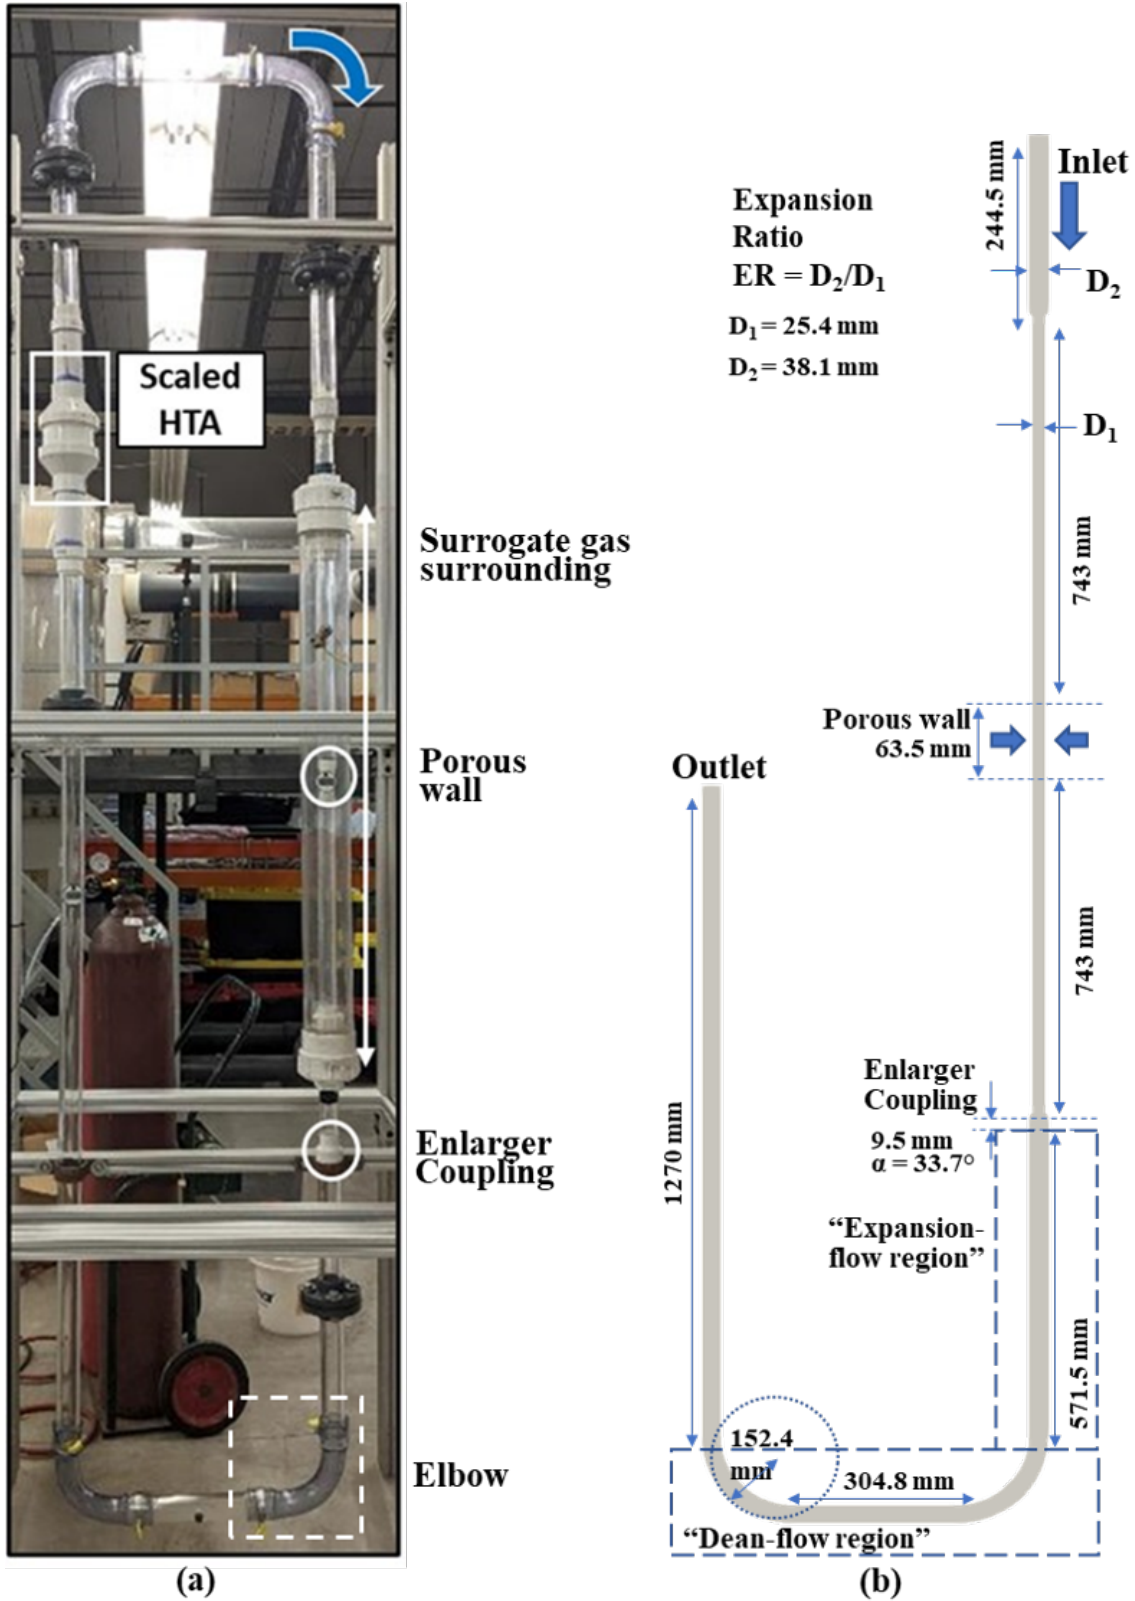 Scaled
HTA
Surrogate gas
surrounding
Porous
wall
Enlarger
Coupling
Elbow
(a)
Inlet
244.5 mm
Expansion
Ratio
ER = D₂/D₁
D₁ = 25.4 mm
D₂ = 38.1 mm
D₂
D₁
743 mm
Porous wall
63.5 mm
Outlet
743 mm
Enlarger
Coupling
9.5 mm
α = 33.7°
1270 mm
“Expansion-
flow region”
571.5 mm
152.4
mm
304.8 mm
“Dean-flow region”
(b)